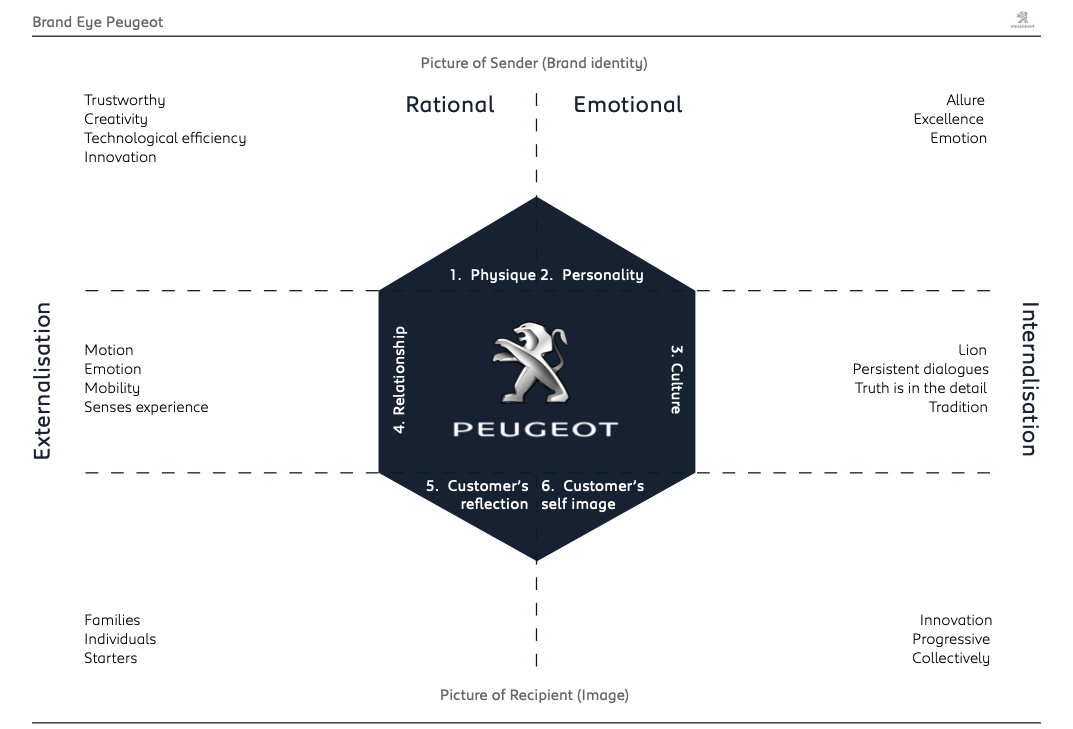 Brand Eye Peugeot
PEUGEOT
Picture of Sender (Brand identity)
Rational
Emotional
Trustworthy
Creativity
Technological efficiency
Innovation
Allure
Excellence
Emotion
1. Physique
2. Personality
Externalisation
Motion
Emotion
Mobility
Senses experience
4. Relationship
PEUGEOT
3. Culture
Lion
Persistent dialogues
Truth is in the detail
Tradition
Internalisation
5. Customer's
reflection
6. Customer's
self image
Families
Individuals
Starters
Innovation
Progressive
Collectively
Picture of Recipient (Image)